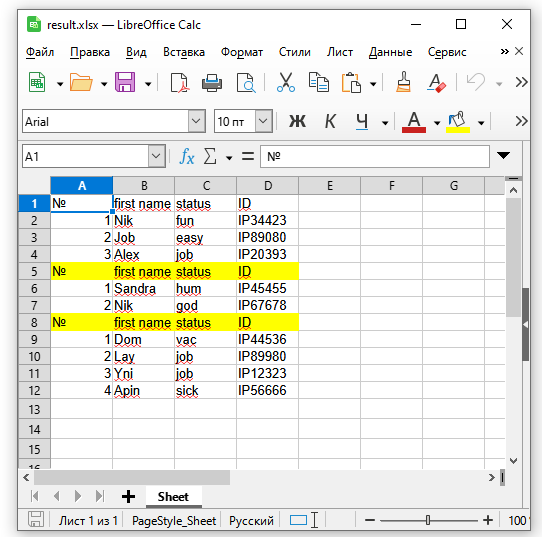 result.xlsx — LibreOffice Calc
Файл Правка Вид Вставка Формат Стили Лист Данные Сервис » X
»
Arial 10 пт Ж К Ч А »
A1 fx Σ = №
A B C D E F G
1 № first name status ID
2 1 Nik fun IP34423
3 2 Job easy IP89080
4 3 Alex job IP20393
5 № first name status ID
6 1 Sandra hum IP45455
7 2 Nik god IP67678
8 № first name status ID
9 1 Dom vac IP44536
10 2 Lay job IP89980
11 3 Yni job IP12323
12 4 Apin sick IP56666
13
14
15
16
Sheet
Лист 1 из 1 PageStyle_Sheet Русский 100